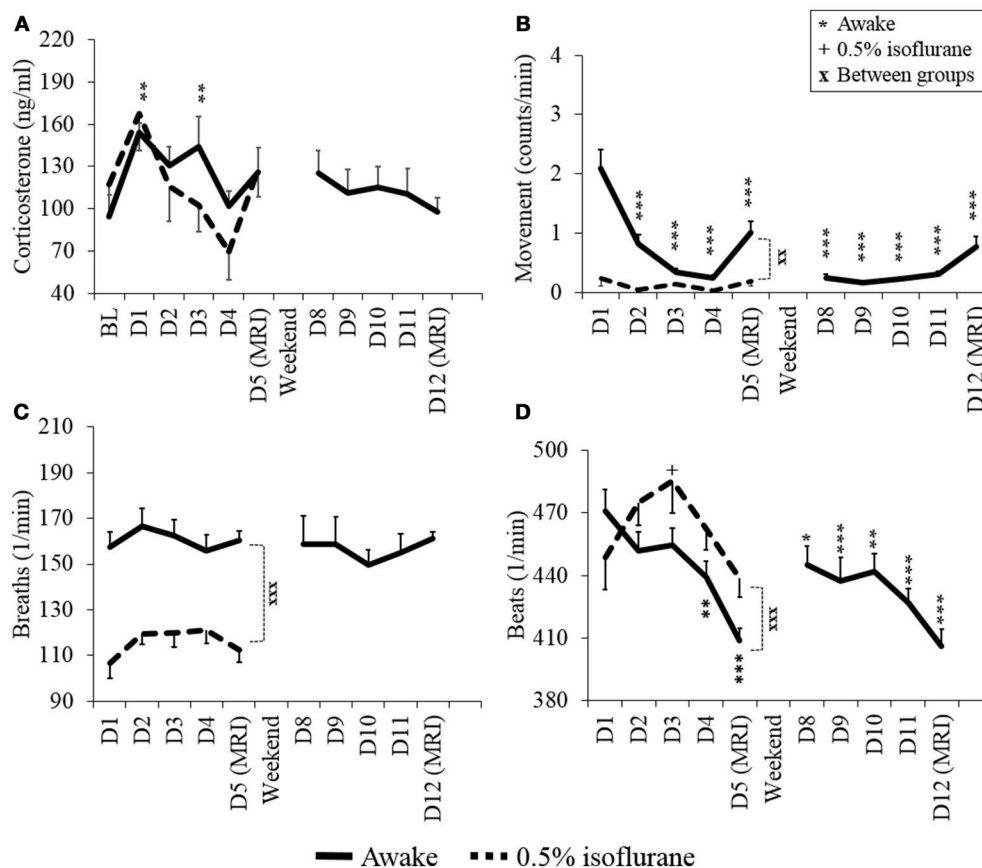 A
Corticosterone (ng/ml)
220
190
160
130
100
70
40
** **
BL D1 D2 D3 D4 D5 (MRI) Weekend D8 D9 D10 D11 D12 (MRI)
B
* Awake
+ 0.5% isoflurane
x Between groups
Movement (counts/min)
4
3
2
1
0
*** *** *** *** xx *** *** *** *** ***
D1 D2 D3 D4 D5 (MRI) Weekend D8 D9 D10 D11 D12 (MRI)
C
Breaths (1/min)
210
190
170
150
130
110
90
xxx
D1 D2 D3 D4 D5 (MRI) Weekend D8 D9 D10 D11 D12 (MRI)
D
Beats (1/min)
500
470
440
410
380
+
** *** xxx * *** ** *** ***
D1 D2 D3 D4 D5 (MRI) Weekend D8 D9 D10 D11 D12 (MRI)
Awake 0.5% isoflurane